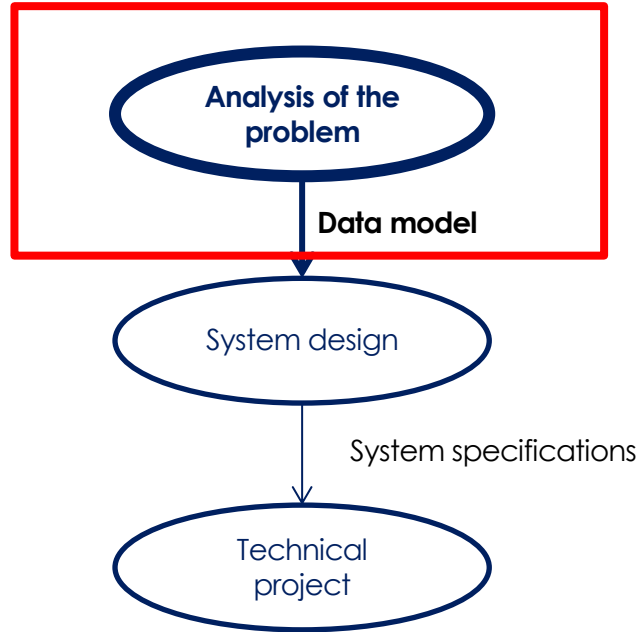 Analysis of the
problem
Data model
System design
System specifications
Technical
project